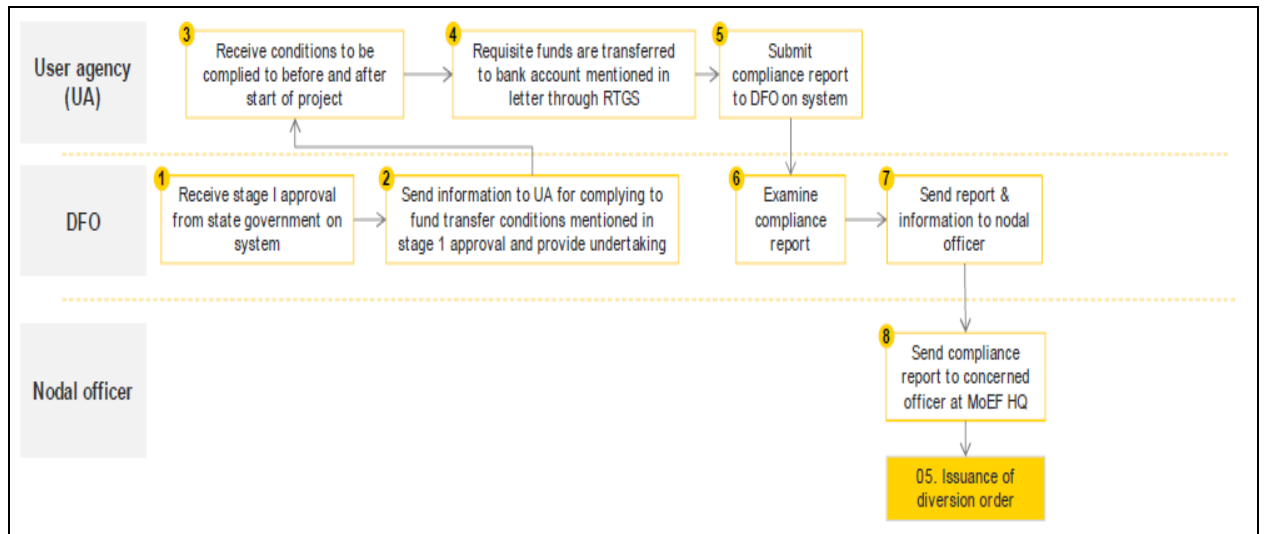 User agency
(UA)
3
Receive conditions to be
complied to before and after
start of project
4
Requisite funds are transferred
to bank account mentioned in
letter through RTGS
5
Submit
compliance report
to DFO on system
DFO
1
Receive stage I approval
from state government on
system
2
Send information to UA for complying to
fund transfer conditions mentioned in
stage 1 approval and provide undertaking
6
Examine
compliance
report
7
Send report &
information to nodal
officer
Nodal officer
8
Send compliance
report to concerned
officer at MoEF HQ
05. Issuance of
diversion order